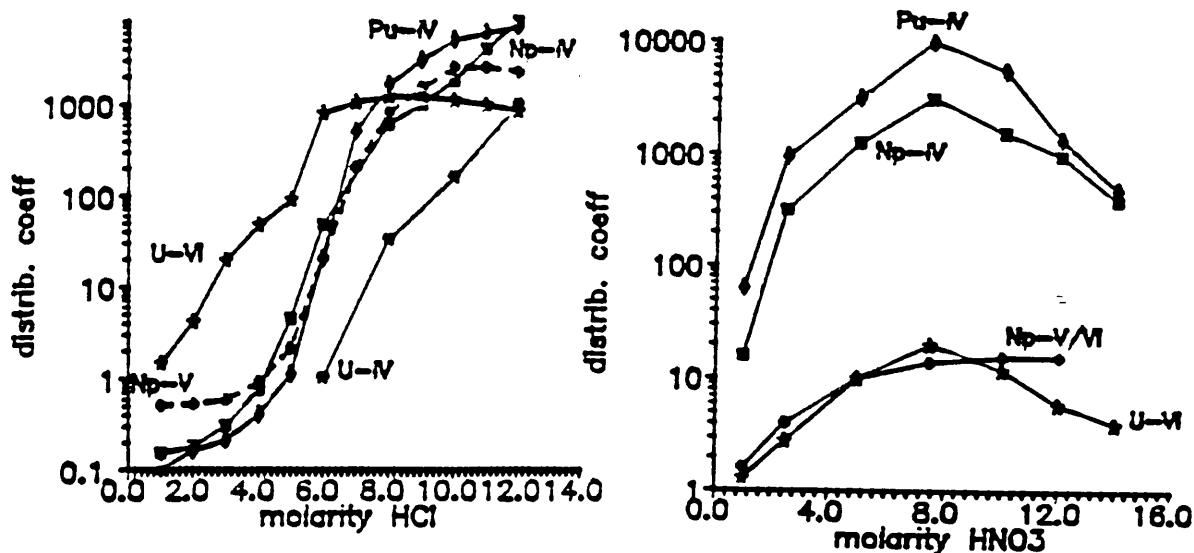 Pu-IV
Np-IV
1000
100
10
1
0.1
distrib. coeff
U-VI
Np-V
U-IV
0.0 2.0 4.0 6.0 8.0 10.0 12.0 14.0
molarity HCl
Pu-IV
10000
1000
100
10
1
distrib. coeff
Np-IV
Np-V/VI
U-VI
0.0 4.0 8.0 12.0 16.0
molarity HNO3